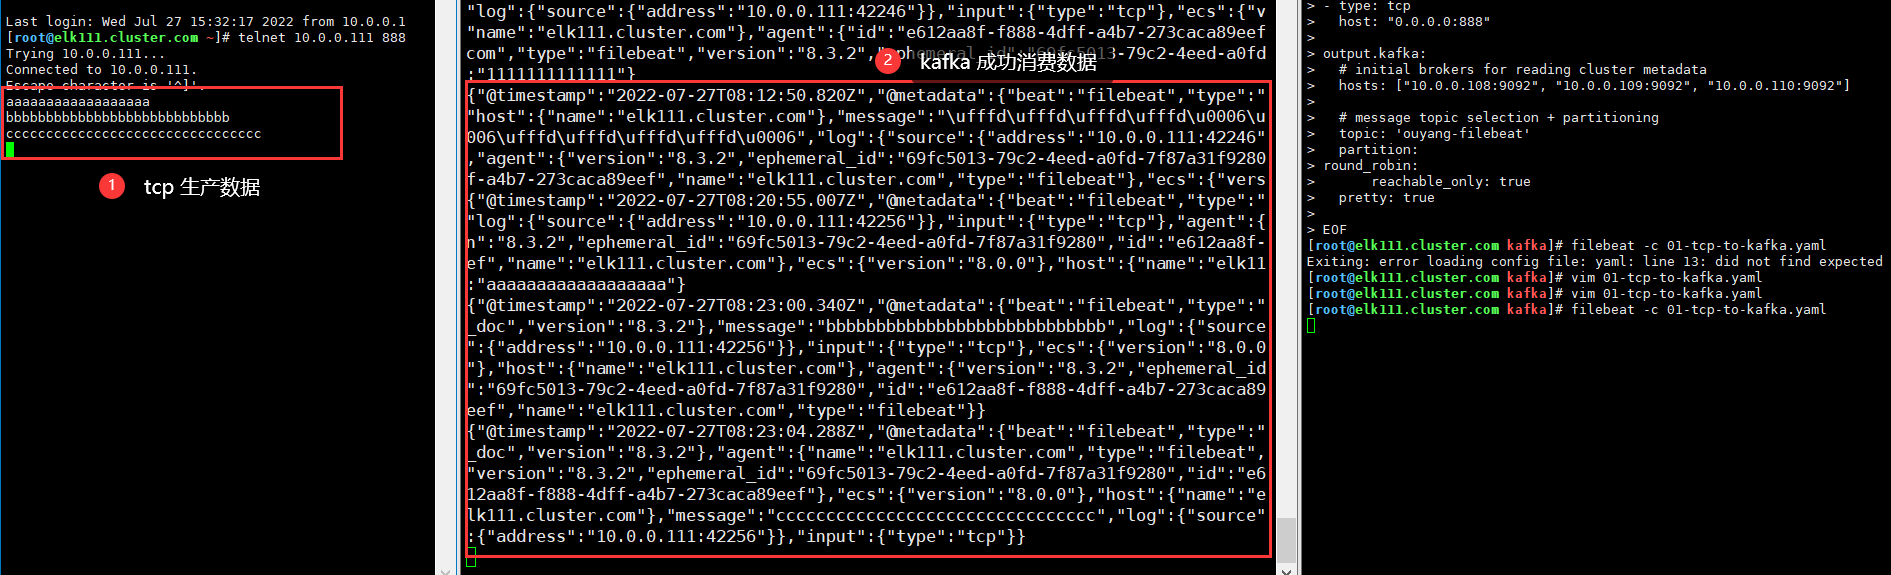 Last login: Wed Jul 27 15:32:17 2022 from 10.0.0.1
[root@elk111.cluster.com ~]# telnet 10.0.0.111 888
Trying 10.0.0.111...
Connected to 10.0.0.111.
Escape character is '^]'.
aaaaaaaaaaaaaaaaaa
bbbbbbbbbbbbbbbbbbbbbbbbbbbb
cccccccccccccccccccccccccccccccc
1 tcp 生产数据
"log":{"source":{"address":"10.0.0.111:42246"}},"input":{"type":"tcp"},"ecs":{"v
"name":"elk111.cluster.com"},"agent":{"id":"e612aa8f-f888-4dff-a4b7-273caca89eef
com","type":"filebeat","version":"8.3.2","ephemeral_id":"69fc5013-79c2-4eed-a0fd
:"1111111111111"}
2 kafka 成功消费数据
{"@timestamp":"2022-07-27T08:12:50.820Z","@metadata":{"beat":"filebeat","type":"
"host":{"name":"elk111.cluster.com"},"message":"\ufffd\ufffd\ufffd\ufffd\u0006\u
006\ufffd\ufffd\ufffd\ufffd\u0006","log":{"source":{"address":"10.0.0.111:42246"
,"agent":{"version":"8.3.2","ephemeral_id":"69fc5013-79c2-4eed-a0fd-7f87a31f9280
f-a4b7-273caca89eef","name":"elk111.cluster.com","type":"filebeat"},"ecs":{"vers
{"@timestamp":"2022-07-27T08:20:55.007Z","@metadata":{"beat":"filebeat","type":"
"log":{"source":{"address":"10.0.0.111:42256"}},"input":{"type":"tcp"},"agent":{
n":"8.3.2","ephemeral_id":"69fc5013-79c2-4eed-a0fd-7f87a31f9280","id":"e612aa8f-
ef","name":"elk111.cluster.com"},"ecs":{"version":"8.0.0"},"host":{"name":"elk11
:"aaaaaaaaaaaaaaaaaa"}
{"@timestamp":"2022-07-27T08:23:00.340Z","@metadata":{"beat":"filebeat","type":"
_doc","version":"8.3.2"},"message":"bbbbbbbbbbbbbbbbbbbbbbbbbbbb","log":{"source
":{"address":"10.0.0.111:42256"}},"input":{"type":"tcp"},"ecs":{"version":"8.0.0
"},"host":{"name":"elk111.cluster.com"},"agent":{"version":"8.3.2","ephemeral_id
":"69fc5013-79c2-4eed-a0fd-7f87a31f9280","id":"e612aa8f-f888-4dff-a4b7-273caca89
eef","name":"elk111.cluster.com","type":"filebeat"}}
{"@timestamp":"2022-07-27T08:23:04.288Z","@metadata":{"beat":"filebeat","type":"
_doc","version":"8.3.2"},"agent":{"name":"elk111.cluster.com","type":"filebeat",
"version":"8.3.2","ephemeral_id":"69fc5013-79c2-4eed-a0fd-7f87a31f9280","id":"e6
12aa8f-f888-4dff-a4b7-273caca89eef"},"ecs":{"version":"8.0.0"},"host":{"name":"e
lk111.cluster.com"},"message":"cccccccccccccccccccccccccccccccc","log":{"source"
:{"address":"10.0.0.111:42256"}},"input":{"type":"tcp"}}
> - type: tcp
>   host: "0.0.0.0:888"
>
> output.kafka:
>   # initial brokers for reading cluster metadata
>   hosts: ["10.0.0.108:9092", "10.0.0.109:9092", "10.0.0.110:9092"]
>
>   # message topic selection + partitioning
>   topic: 'ouyang-filebeat'
>   partition:
> round_robin:
>       reachable_only: true
>   pretty: true
>
> EOF
[root@elk111.cluster.com kafka]# filebeat -c 01-tcp-to-kafka.yaml
Exiting: error loading config file: yaml: line 13: did not find expected
[root@elk111.cluster.com kafka]# vim 01-tcp-to-kafka.yaml
[root@elk111.cluster.com kafka]# vim 01-tcp-to-kafka.yaml
[root@elk111.cluster.com kafka]# filebeat -c 01-tcp-to-kafka.yaml